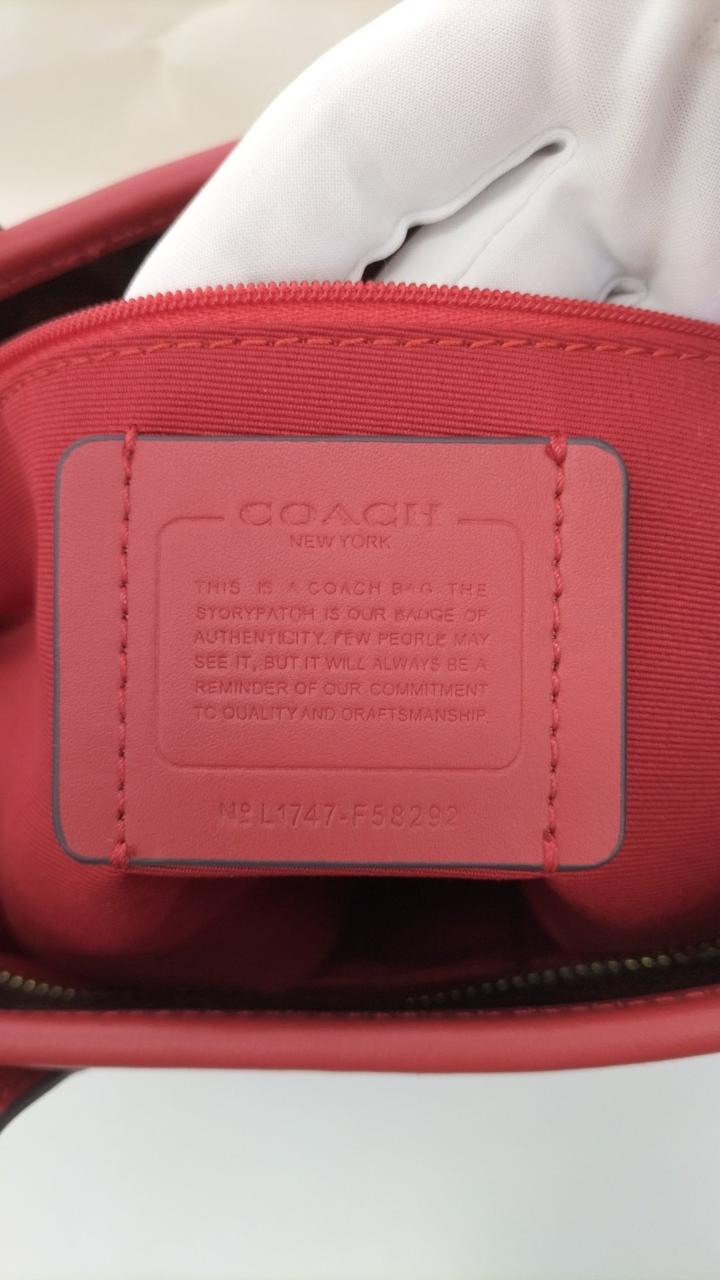 COACH
NEW YORK
THIS IS A COACH BAG. THE
STORYPATCH IS OUR BADGE OF
AUTHENTICITY. FEW PEOPLE MAY
SEE IT, BUT IT WILL ALWAYS BE A
REMINDER OF OUR COMMITMENT
TO QUALITY AND CRAFTSMANSHIP.
Nº L1747-F58292